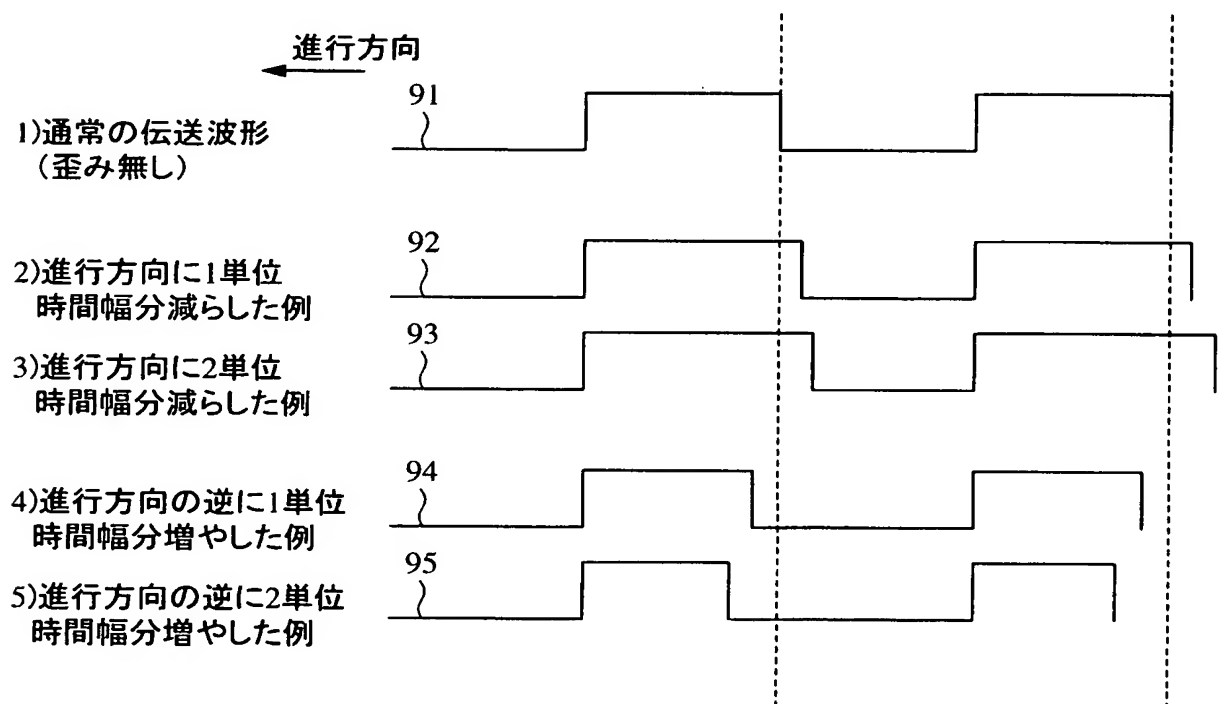 進行方向
91
1)通常の伝送波形
(歪み無し)
92
2)進行方向に1単位
時間幅分減らした例
93
3)進行方向に2単位
時間幅分減らした例
94
4)進行方向の逆に1単位
時間幅分増やした例
95
5)進行方向の逆に2単位
時間幅分増やした例